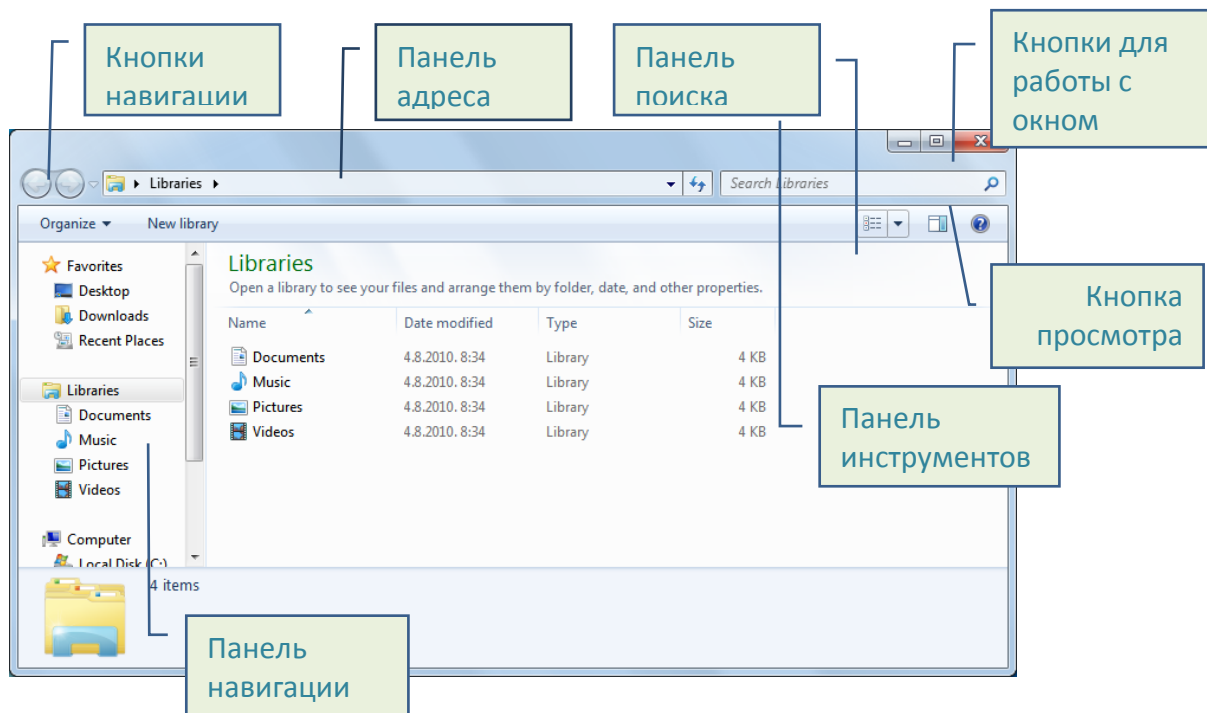 Кнопки
навигации
Панель
адреса
Панель
поиска
Кнопки для
работы с
окном
Libraries
Search Libraries
Organize
New library
Favorites
Desktop
Downloads
Recent Places
Libraries
Documents
Music
Pictures
Videos
Computer
Local Disk (C:)
Libraries
Open a library to see your files and arrange them by folder, date, and other properties.
Name Date modified Type Size
Documents 4.8.2010. 8:34 Library 4 KB
Music 4.8.2010. 8:34 Library 4 KB
Pictures 4.8.2010. 8:34 Library 4 KB
Videos 4.8.2010. 8:34 Library 4 KB
Кнопка
просмотра
Панель
инструментов
4 items
Панель
навигации